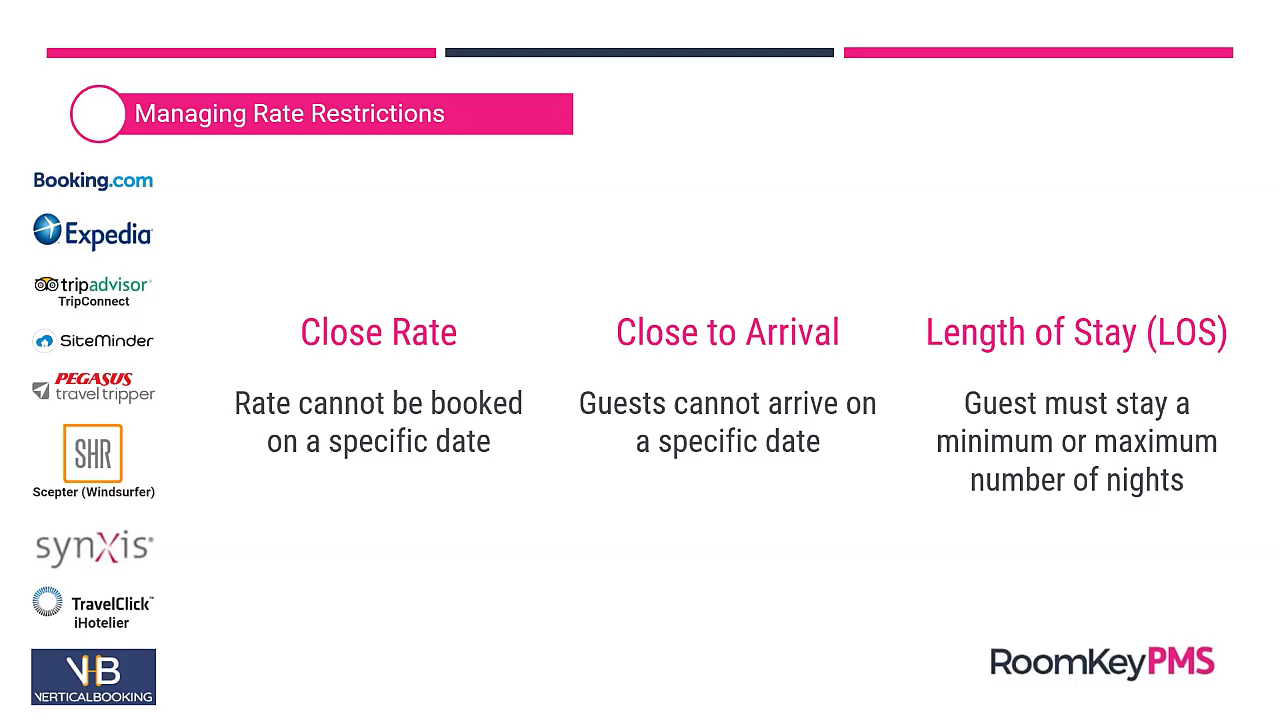 Managing Rate Restrictions
Booking.com
Expedia
tripadvisor®
TripConnect
SiteMinder
PEGASUS
travel tripper
SHR
Scepter (Windsurfer)
synXis®
TravelClick™
iHotelier
VHB
VERTICALBOOKING
Close Rate
Rate cannot be booked
on a specific date
Close to Arrival
Guests cannot arrive on
a specific date
Length of Stay (LOS)
Guest must stay a
minimum or maximum
number of nights
RoomKeyPMS